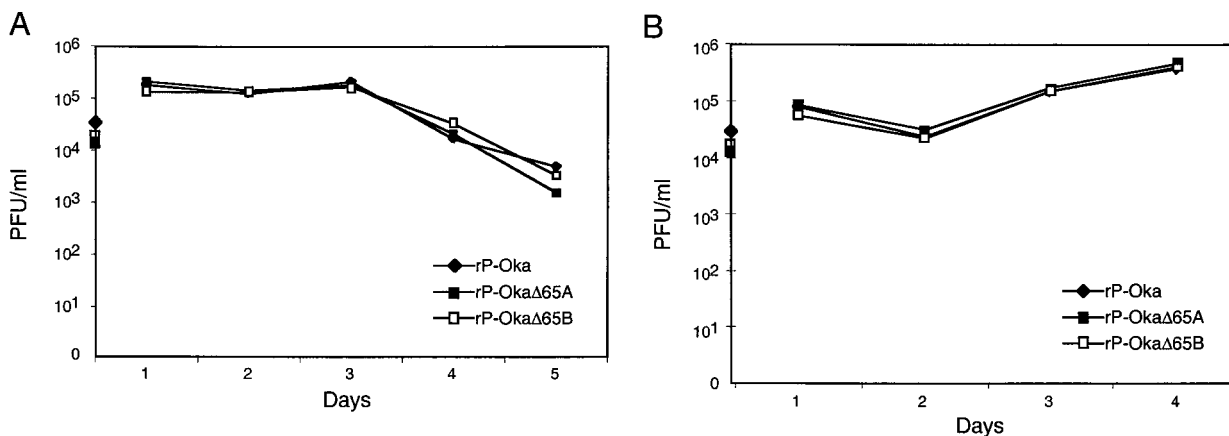 A
PFU/ml
10⁶
10⁵
10⁴
10³
10²
10¹
0
rP-Oka
rP-OkaΔ65A
rP-OkaΔ65B
1 2 3 4 5
Days
B
PFU/ml
10⁶
10⁵
10⁴
10³
10²
10¹
0
rP-Oka
rP-OkaΔ65A
rP-OkaΔ65B
1 2 3 4
Days